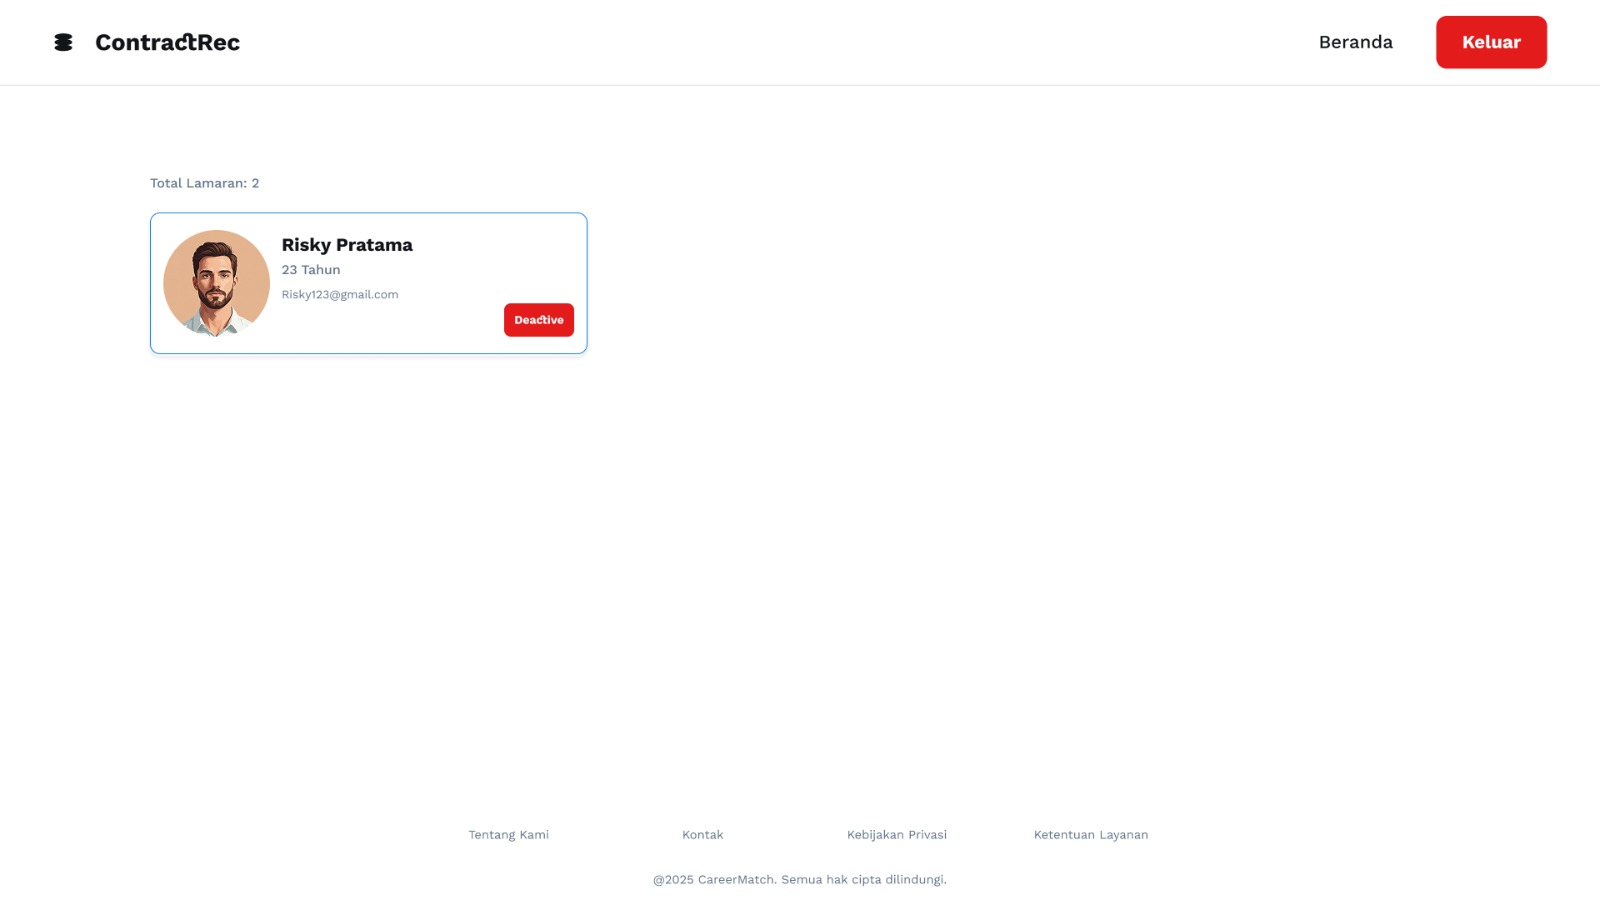 ContractRec
Beranda
Keluar
Total Lamaran: 2
Risky Pratama
23 Tahun
Risky123@gmail.com
Deactive
Tentang Kami
Kontak
Kebijakan Privasi
Ketentuan Layanan
@2025 CareerMatch. Semua hak cipta dilindungi.